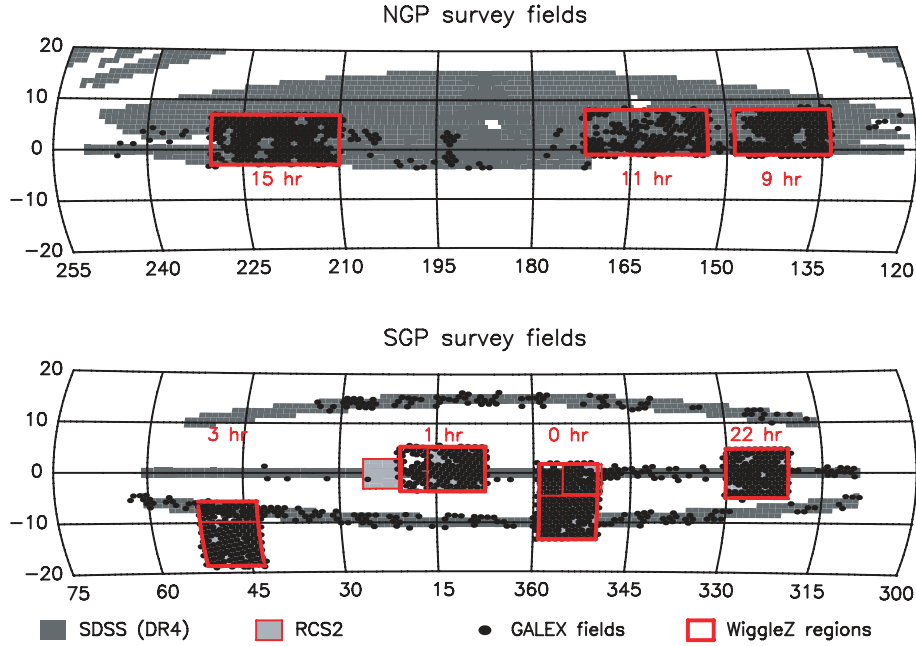 NGP survey fields
20
10
0
−10
−20
15 hr
11 hr
9 hr
255 240 225 210 195 180 165 150 135 120
SGP survey fields
20
10
0
−10
−20
3 hr
1 hr
0 hr
22 hr
75 60 45 30 15 360 345 330 315 300
SDSS (DR4) RCS2 GALEX fields WiggleZ regions